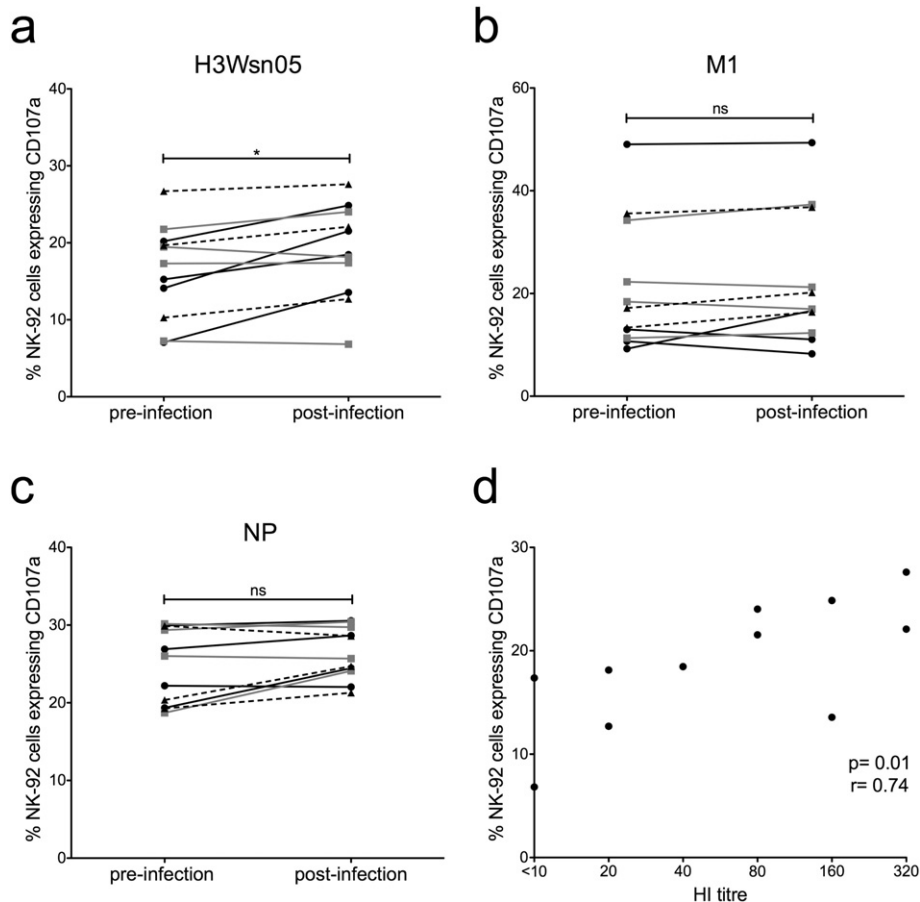 a
H3Wsn05
% NK-92 cells expressing CD107a
40
30
20
10
0
*
pre-infection post-infection
b
M1
% NK-92 cells expressing CD107a
60
40
20
0
ns
pre-infection post-infection
c
NP
% NK-92 cells expressing CD107a
40
30
20
10
0
ns
pre-infection post-infection
d
% NK-92 cells expressing CD107a
30
20
10
0
p= 0.01
r= 0.74
<10 20 40 80 160 320
HI titre